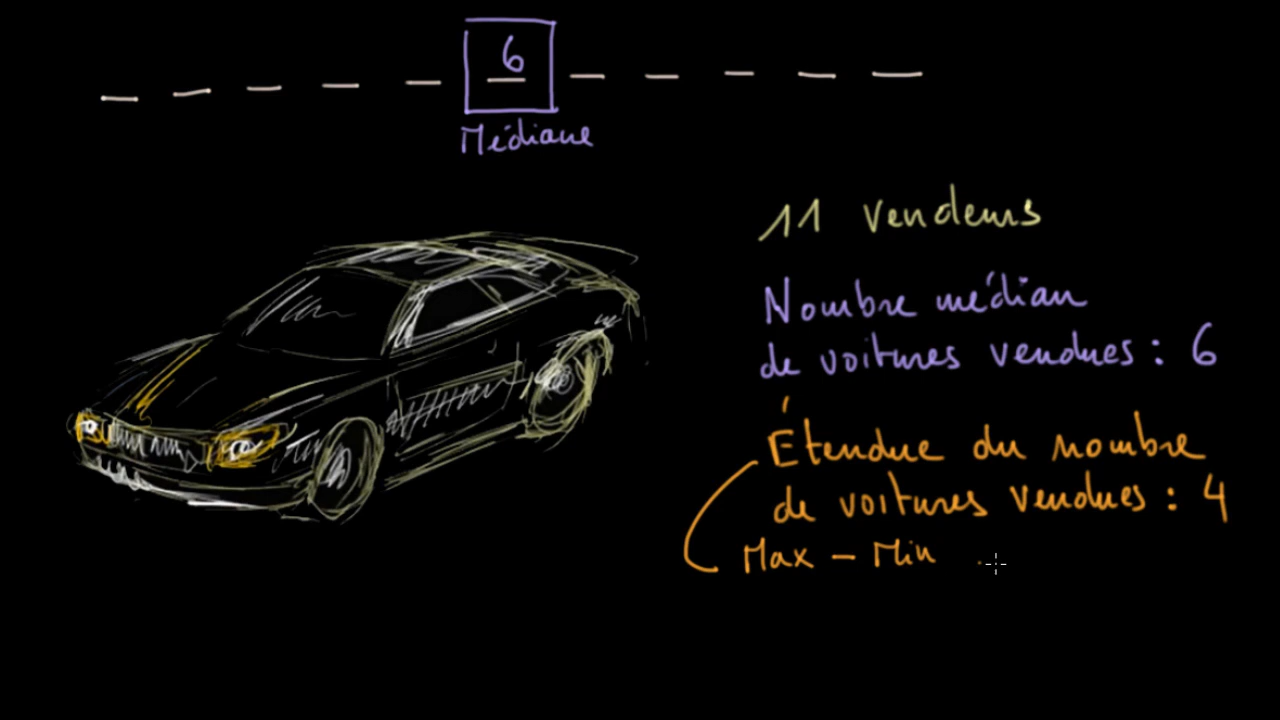 6
Médiane
11 vendeurs
Nombre médian
de voitures vendues : 6
Étendue du nombre
de voitures vendues : 4
Max - Min